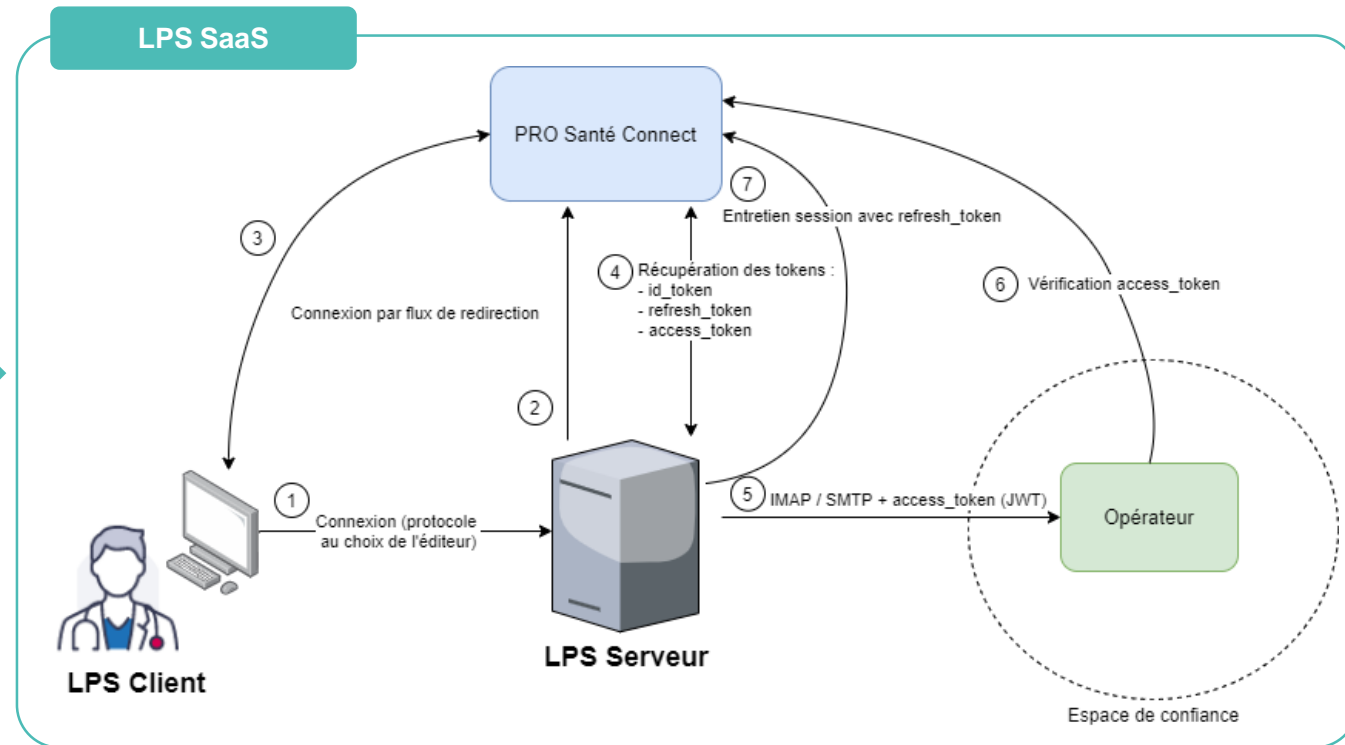 LPS SaaS
PRO Santé Connect
7
Entretien session avec refresh_token
3
4
Récupération des tokens :
- id_token
- refresh_token
- access_token
6
Vérification access_token
Connexion par flux de redirection
2
1
Connexion (protocole
au choix de l'éditeur)
5
IMAP / SMTP + access_token (JWT)
Opérateur
LPS Serveur
LPS Client
Espace de confiance